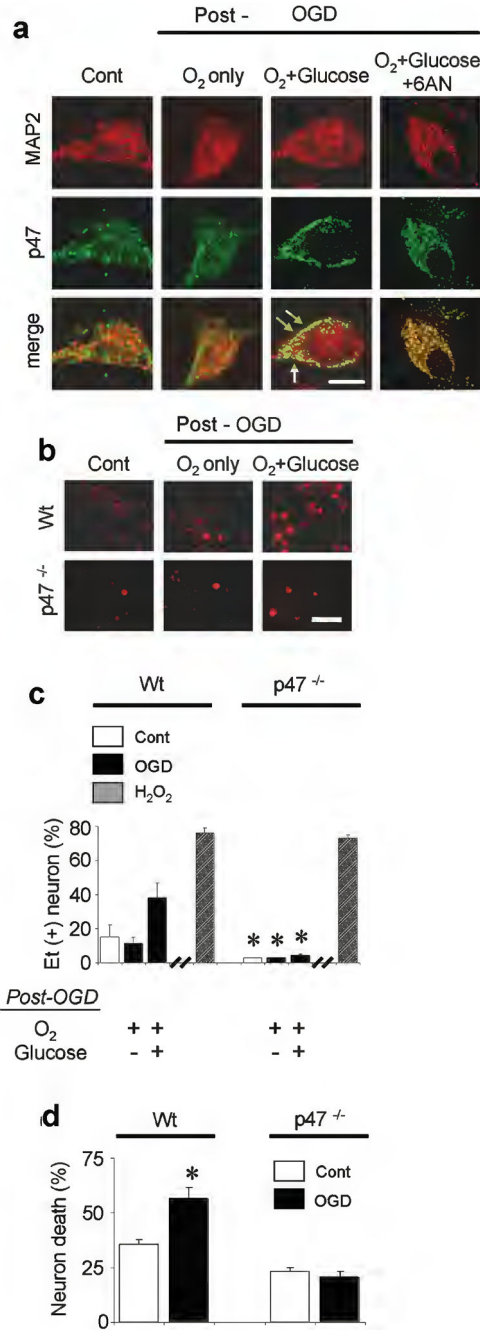 a
Post - OGD
Cont O2 only O2+Glucose O2+Glucose +6AN
MAP2
p47
merge
b
Post - OGD
Cont O2 only O2+Glucose
Wt
p47 -/-
c
Wt p47 -/-
Cont
OGD
H2O2
Et (+) neuron (%)
80
60
40
20
0
* * *
Post-OGD
O2 + + + +
Glucose - + - +
d
Wt p47 -/-
Cont
OGD
Neuron death (%)
75
50
25
0
*